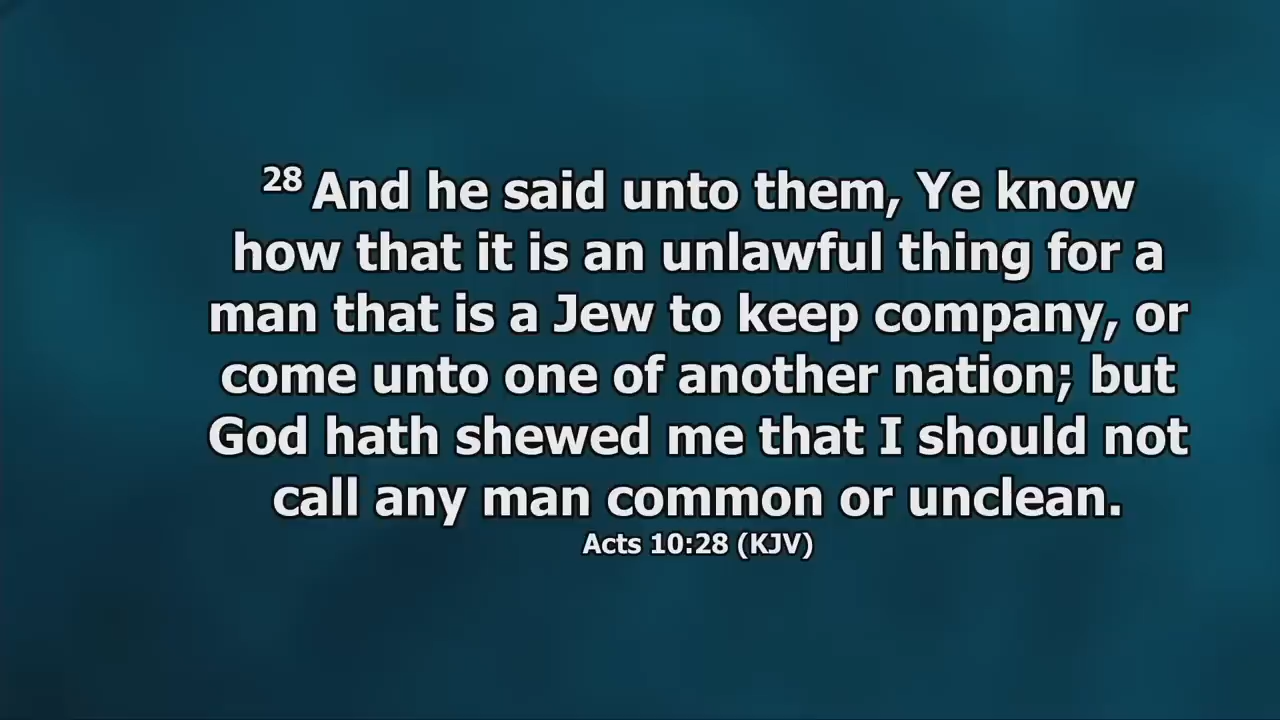 28 And he said unto them, Ye know
how that it is an unlawful thing for a
man that is a Jew to keep company, or
come unto one of another nation; but
God hath shewed me that I should not
call any man common or unclean.
Acts 10:28 (KJV)